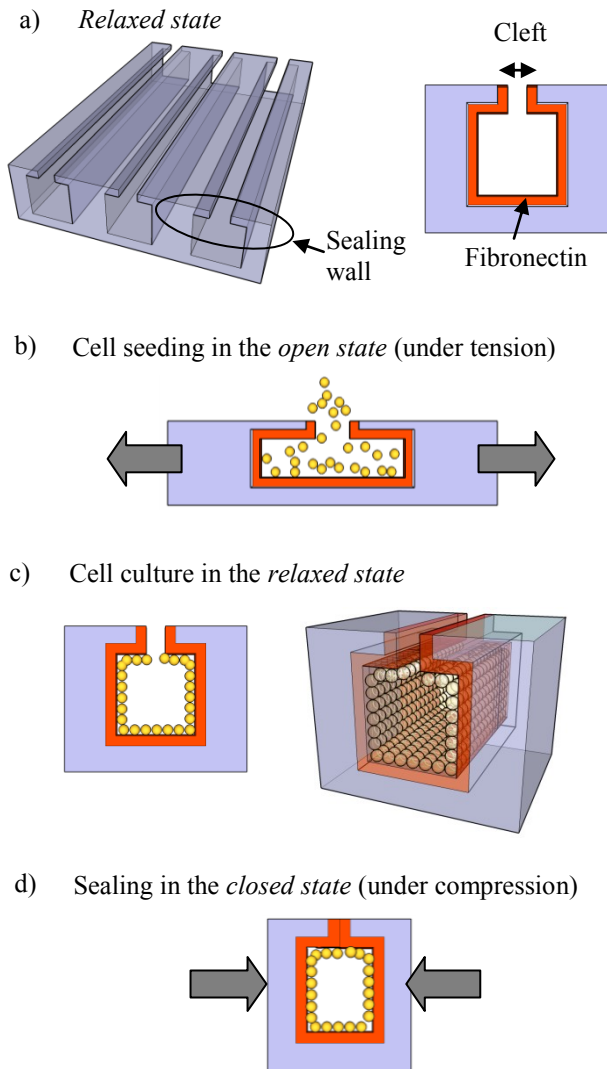 a) Relaxed state
Cleft
Sealing
wall
Fibronectin
b) Cell seeding in the open state (under tension)
c) Cell culture in the relaxed state
d) Sealing in the closed state (under compression)